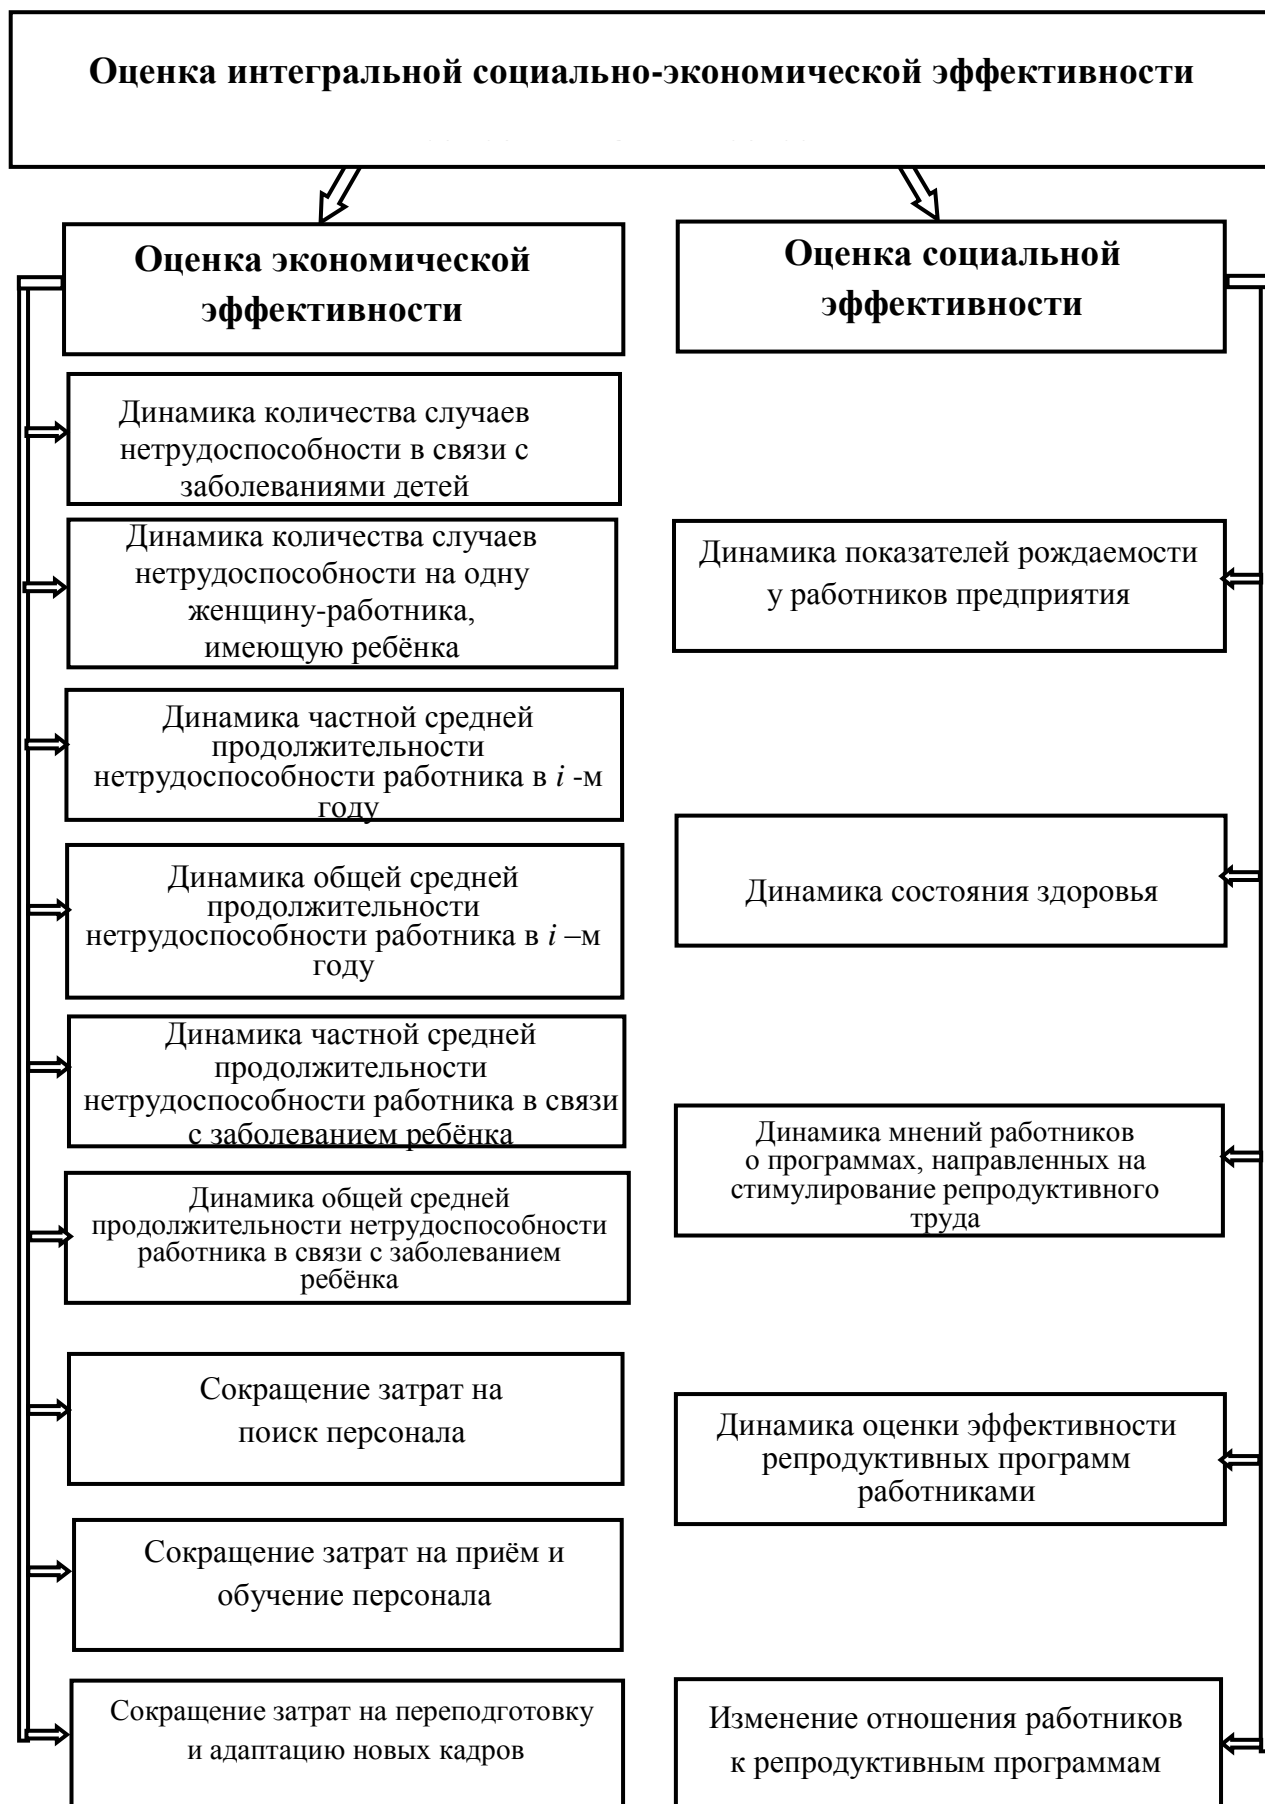 Оценка интегральной социально-экономической эффективности
Оценка экономической
эффективности
Динамика количества случаев
нетрудоспособности в связи с
заболеваниями детей
Динамика количества случаев
нетрудоспособности на одну
женщину-работника,
имеющую ребёнка
Динамика частной средней
продолжительности
нетрудоспособности работника в i -м
году
Динамика общей средней
продолжительности
нетрудоспособности работника в i –м
году
Динамика частной средней
продолжительности
нетрудоспособности работника в связи
с заболеванием ребёнка
Динамика общей средней
продолжительности нетрудоспособности
работника в связи с заболеванием
ребёнка
Сокращение затрат на
поиск персонала
Сокращение затрат на приём и
обучение персонала
Сокращение затрат на переподготовку
и адаптацию новых кадров
Оценка социальной
эффективности
Динамика показателей рождаемости
у работников предприятия
Динамика состояния здоровья
Динамика мнений работников
о программах, направленных на
стимулирование репродуктивного
труда
Динамика оценки эффективности
репродуктивных программ
работниками
Изменение отношения работников
к репродуктивным программам